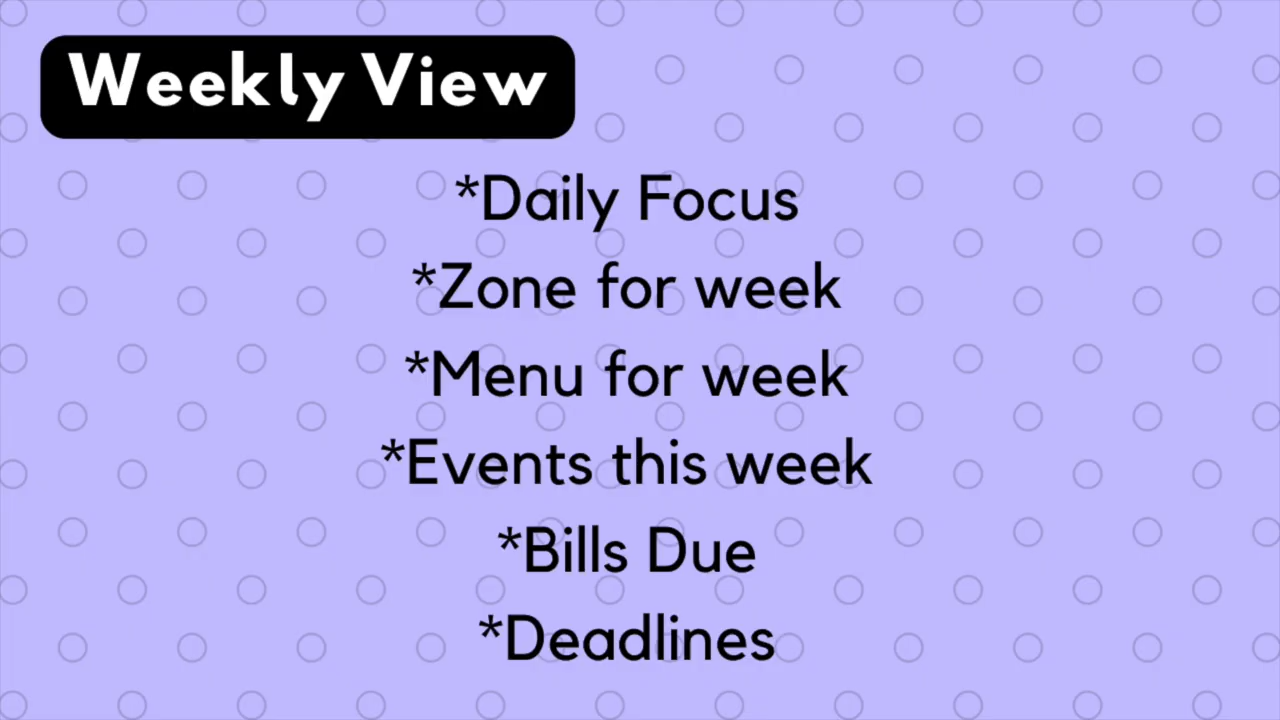 Weekly View
*Daily Focus
*Zone for week
*Menu for week
*Events this week
*Bills Due
*Deadlines